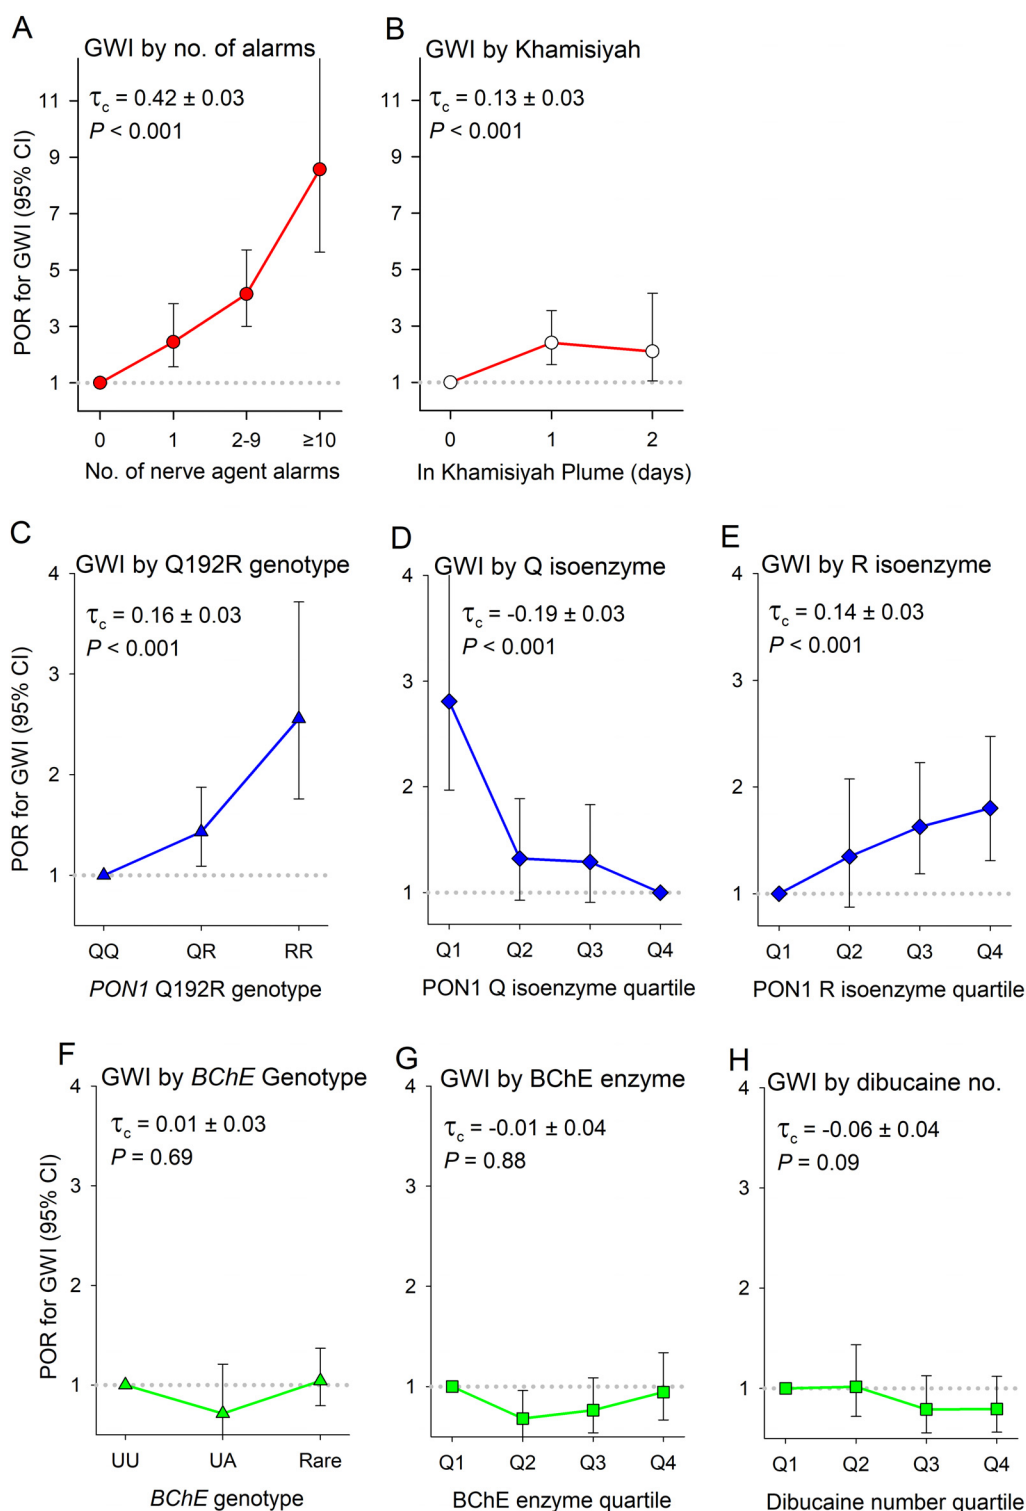 A
GWI by no. of alarms
τc = 0.42 ± 0.03
P < 0.001
POR for GWI (95% CI)
11
9
7
5
3
1
0 1 2-9 ≥10
No. of nerve agent alarms
B
GWI by Khamisiyah
τc = 0.13 ± 0.03
P < 0.001
11
9
7
5
3
1
0 1 2
In Khamisiyah Plume (days)
C
GWI by Q192R genotype
τc = 0.16 ± 0.03
P < 0.001
POR for GWI (95% CI)
4
3
2
1
QQ QR RR
PON1 Q192R genotype
D
GWI by Q isoenzyme
τc = -0.19 ± 0.03
P < 0.001
4
3
2
1
Q1 Q2 Q3 Q4
PON1 Q isoenzyme quartile
E
GWI by R isoenzyme
τc = 0.14 ± 0.03
P < 0.001
4
3
2
1
Q1 Q2 Q3 Q4
PON1 R isoenzyme quartile
F
GWI by BChE Genotype
τc = 0.01 ± 0.03
P = 0.69
POR for GWI (95% CI)
4
3
2
1
UU UA Rare
BChE genotype
G
GWI by BChE enzyme
τc = -0.01 ± 0.04
P = 0.88
4
3
2
1
Q1 Q2 Q3 Q4
BChE enzyme quartile
H
GWI by dibucaine no.
τc = -0.06 ± 0.04
P = 0.09
4
3
2
1
Q1 Q2 Q3 Q4
Dibucaine number quartile